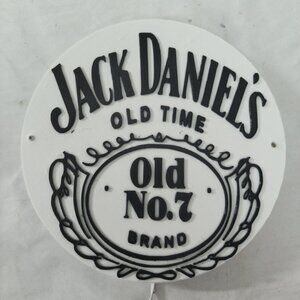 JACK DANIEL'S
OLD TIME
Old
No.7
BRAND